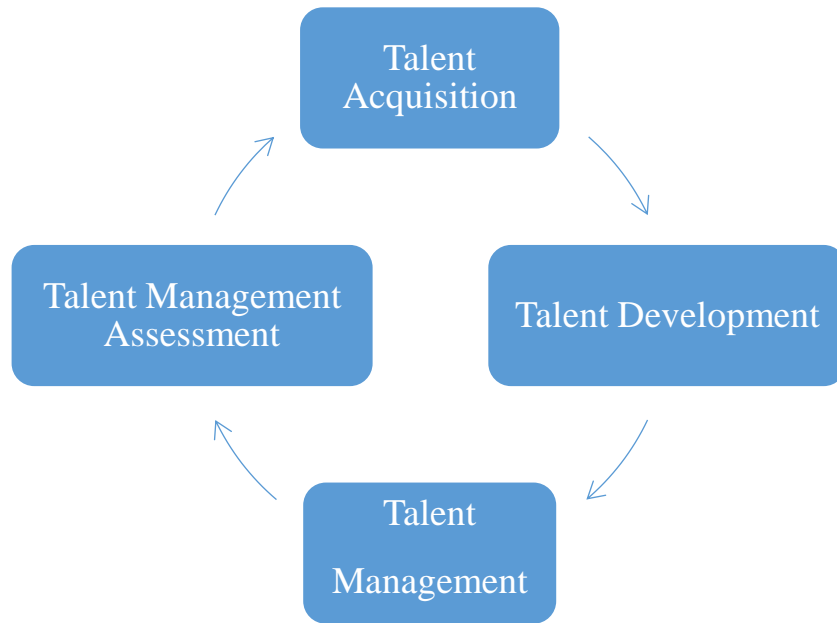 Talent
Acquisition
Talent Development
Talent
Management
Talent Management
Assessment